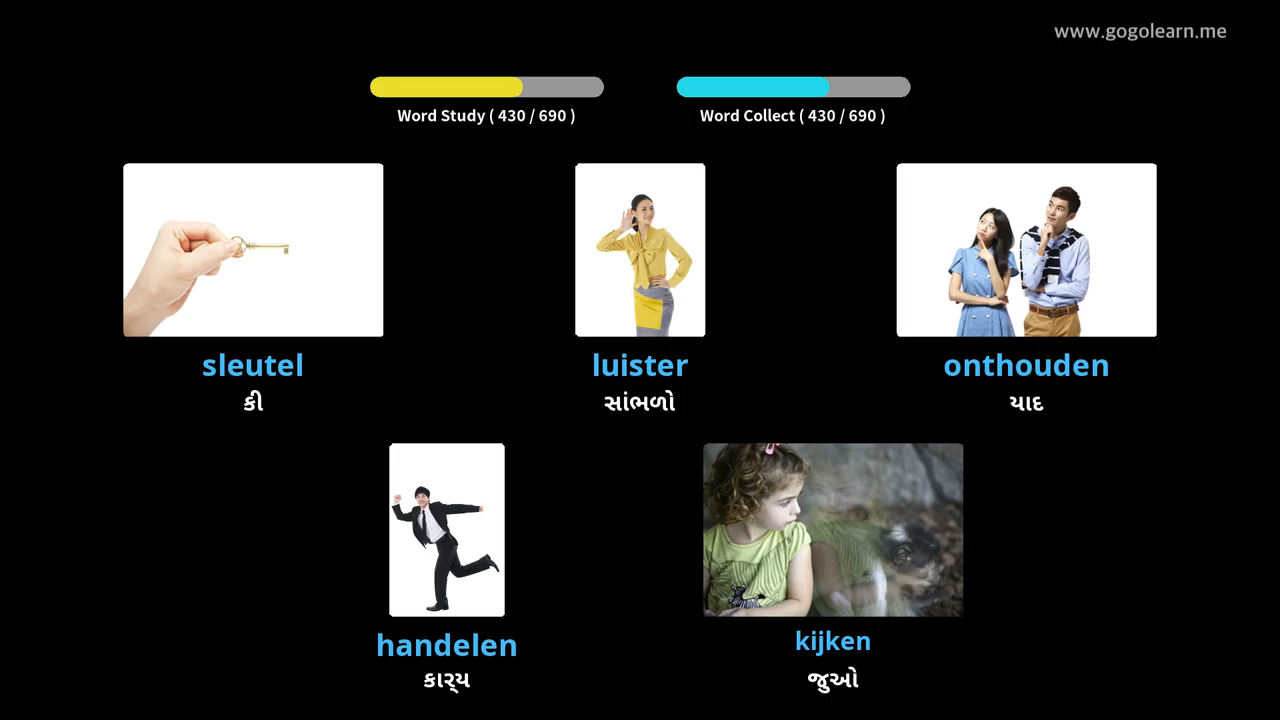 www.gogolearn.me
Word Study ( 430 / 690 )
Word Collect ( 430 / 690 )
sleutel
કી
luister
સાંભળો
onthouden
યાદ
handelen
કાર્ય
kijken
જુઓ